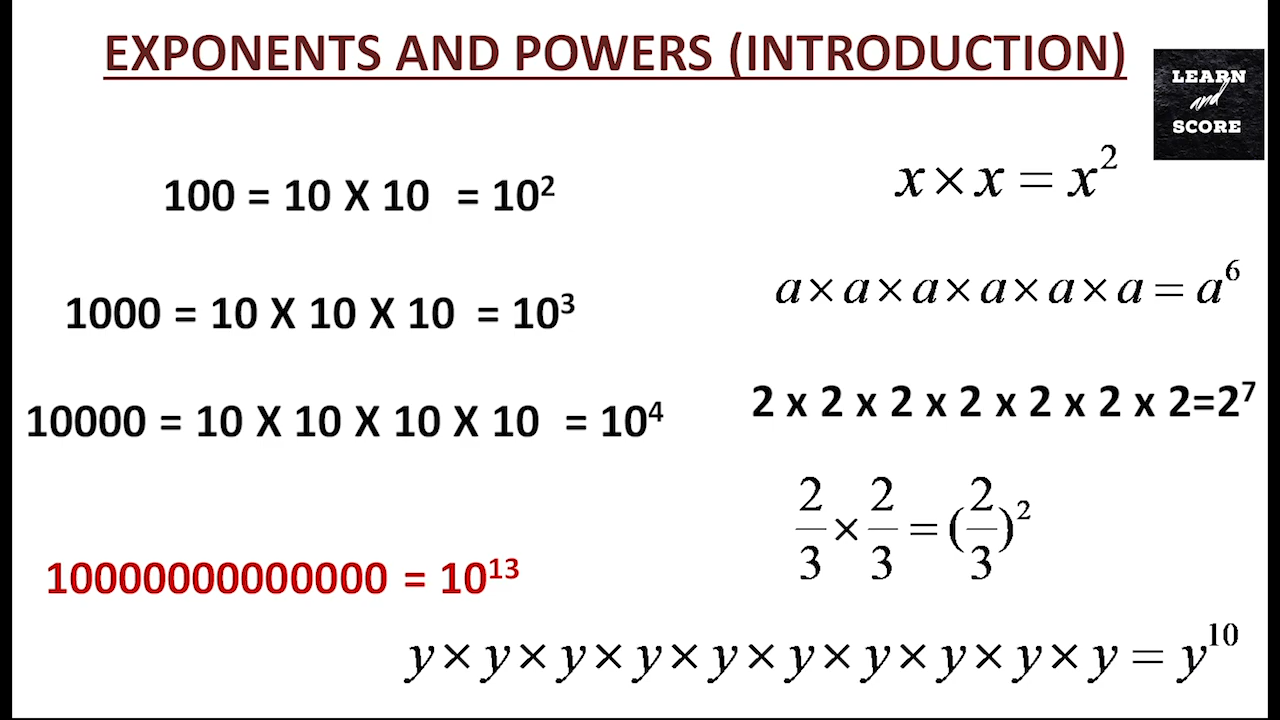 EXPONENTS AND POWERS (INTRODUCTION)
LEARN
and
SCORE
100 = 10 X 10 = 10²
1000 = 10 X 10 X 10 = 10³
10000 = 10 X 10 X 10 X 10 = 10⁴
10000000000000 = 10¹³
x × x = x²
a × a × a × a × a × a = a⁶
2 x 2 x 2 x 2 x 2 x 2 x 2=2⁷
2/3 × 2/3 = (2/3)²
y × y × y × y × y × y × y × y × y × y = y¹⁰